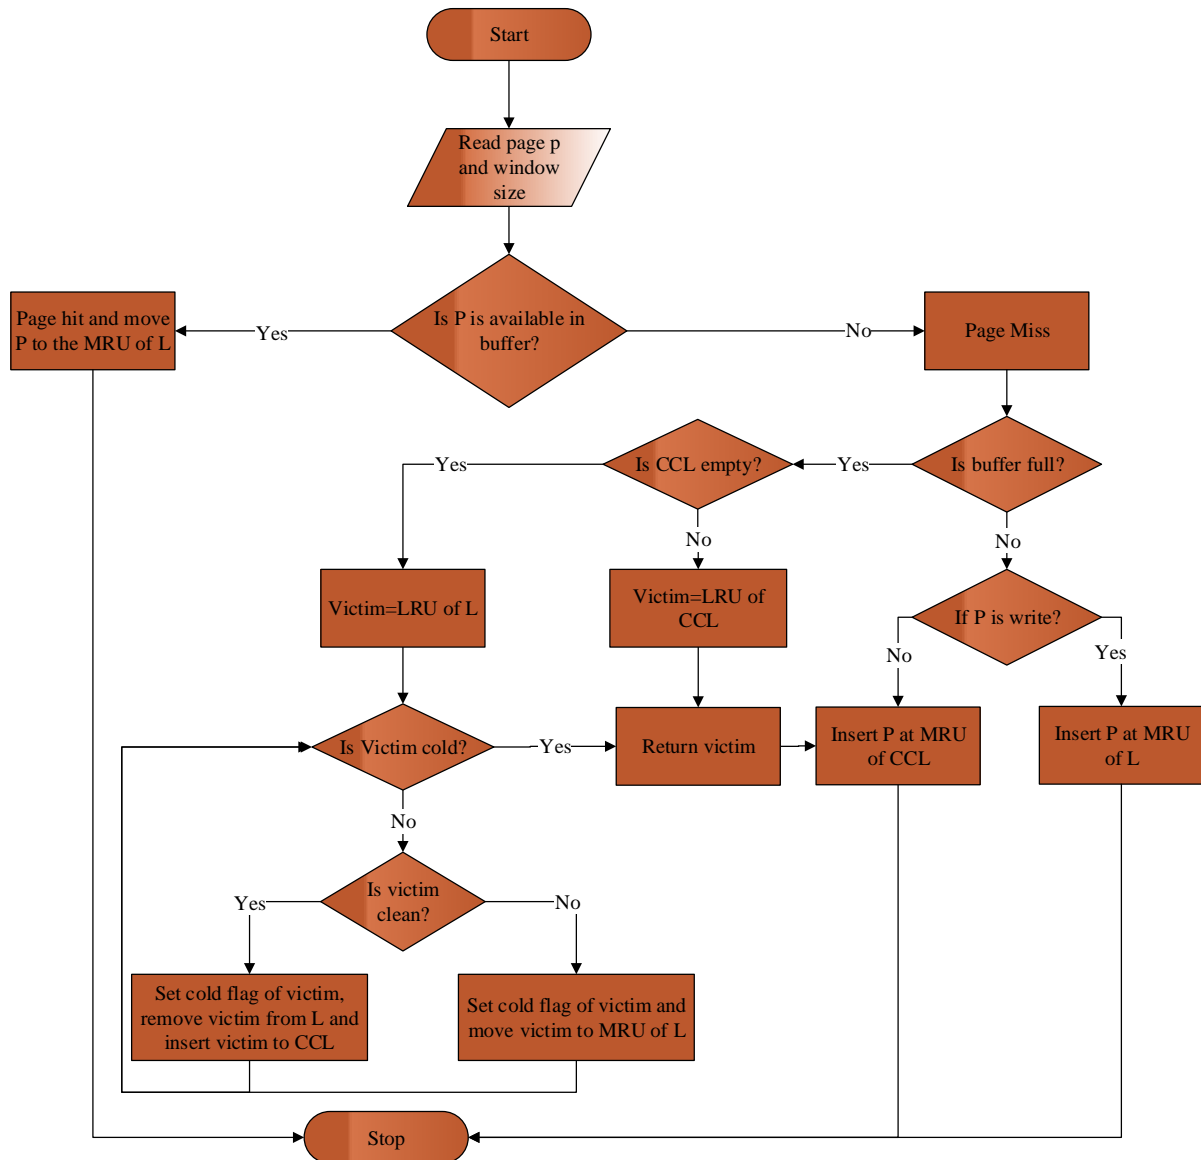 Start
Read page p
and window
size
Is P is available in
buffer?
Yes
No
Page hit and move
P to the MRU of L
Page Miss
Is buffer full?
Yes
Is CCL empty?
Yes
No
No
Victim=LRU of L
Victim=LRU of
CCL
If P is write?
No
Yes
Is Victim cold?
Yes
Return victim
Insert P at MRU
of CCL
Insert P at MRU
of L
No
Is victim
clean?
Yes
No
Set cold flag of victim,
remove victim from L and
insert victim to CCL
Set cold flag of victim and
move victim to MRU of L
Stop